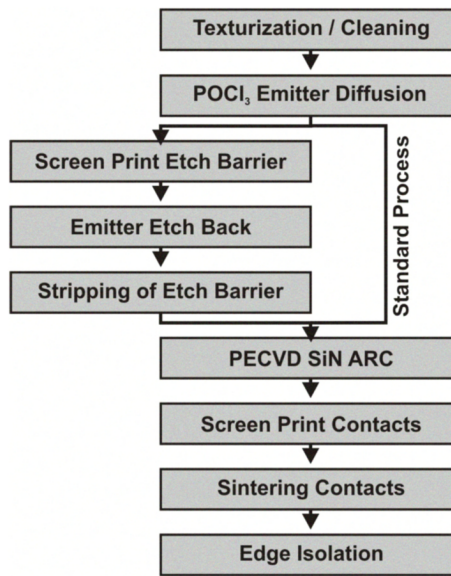 Texturization / Cleaning
POCl₃ Emitter Diffusion
Screen Print Etch Barrier
Emitter Etch Back
Stripping of Etch Barrier
Standard Process
PECVD SiN ARC
Screen Print Contacts
Sintering Contacts
Edge Isolation